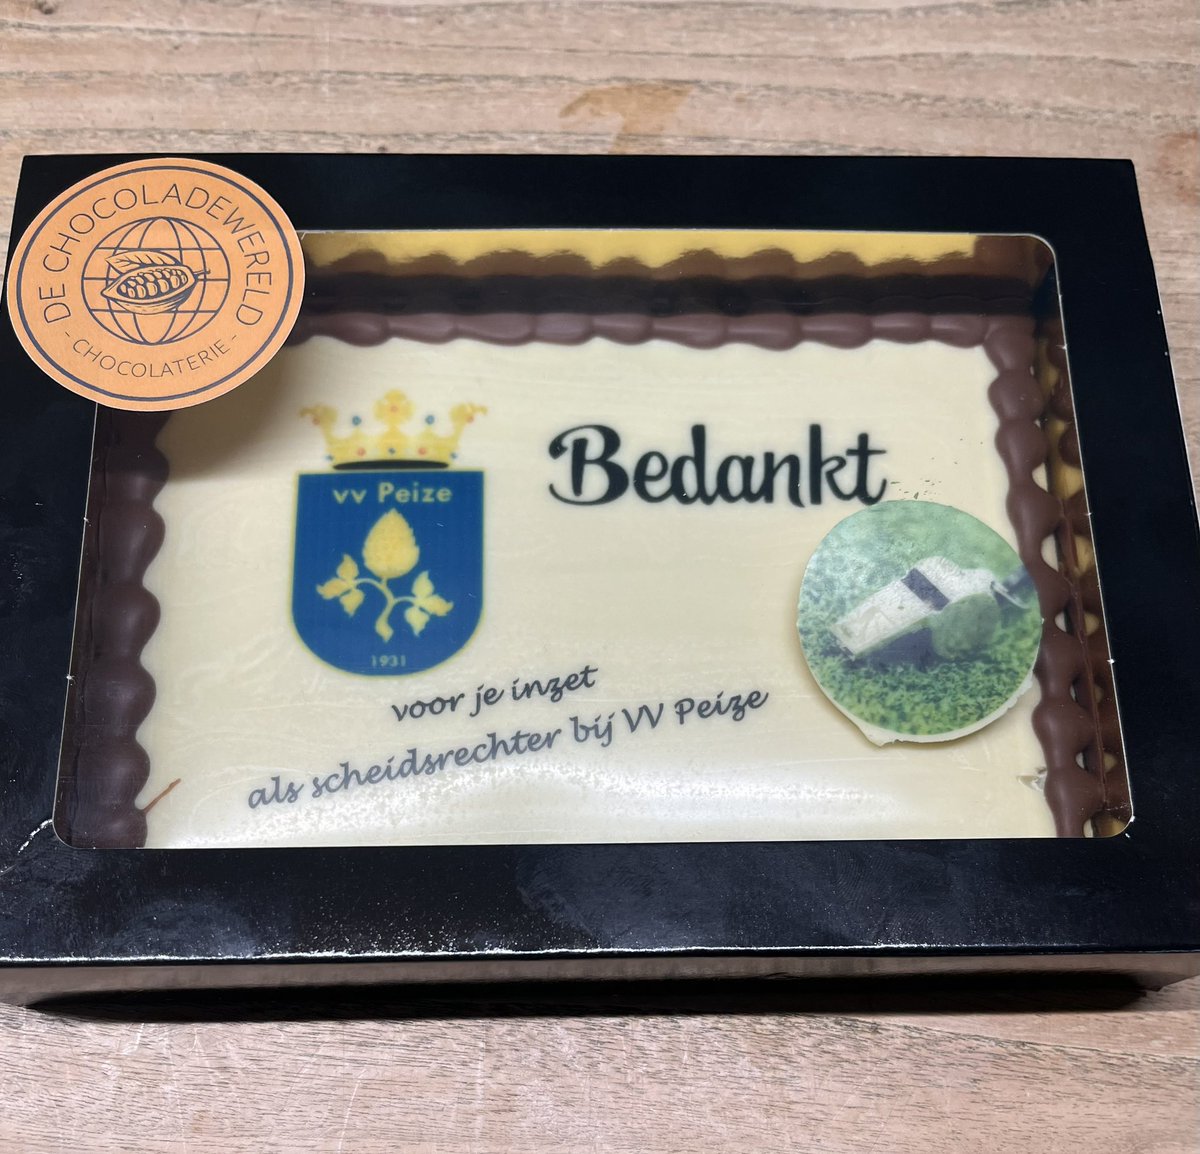 DE CHOCOLADEWERELD
- CHOCOLATERIE -
vv Peize
1931
Bedankt
voor je inzet
als scheidsrechter bij VV Peize